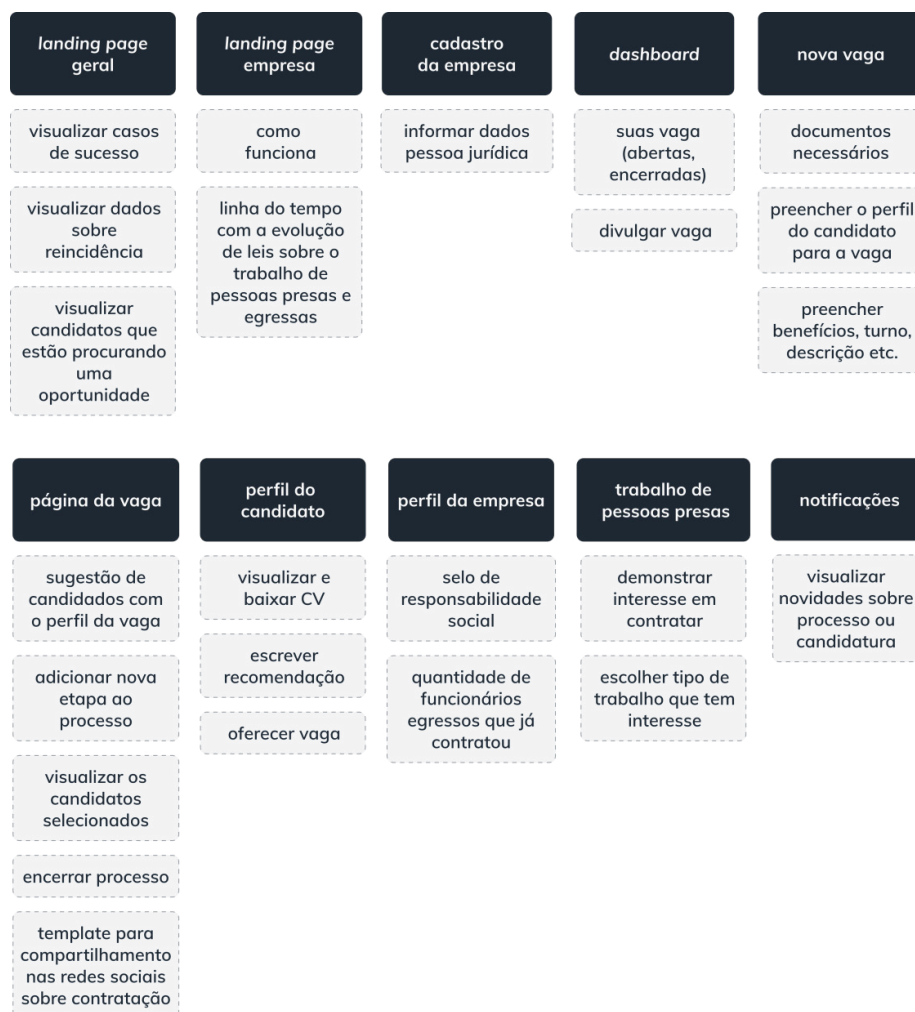 landing page
geral
visualizar casos
de sucesso
visualizar dados
sobre
reincidência
visualizar
candidatos que
estão procurando
uma
oportunidade
landing page
empresa
como
funciona
linha do tempo
com a evolução
de leis sobre o
trabalho de
pessoas presas e
egressas
cadastro
da empresa
informar dados
pessoa jurídica
dashboard
suas vaga
(abertas,
encerradas)
divulgar vaga
nova vaga
documentos
necessários
preencher o perfil
do candidato
para a vaga
preencher
benefícios, turno,
descrição etc.
página da vaga
sugestão de
candidados com
o perfil da vaga
adicionar nova
etapa ao
processo
visualizar os
candidatos
selecionados
encerrar processo
template para
compartilhamento
nas redes sociais
sobre contratação
perfil do
candidato
visualizar e
baixar CV
escrever
recomendação
oferecer vaga
perfil da empresa
selo de
responsabilidade
social
quantidade de
funcionários
egressos que já
contratou
trabalho de
pessoas presas
demonstrar
interesse em
contratar
escolher tipo de
trabalho que tem
interesse
notificações
visualizar
novidades sobre
processo ou
candidatura